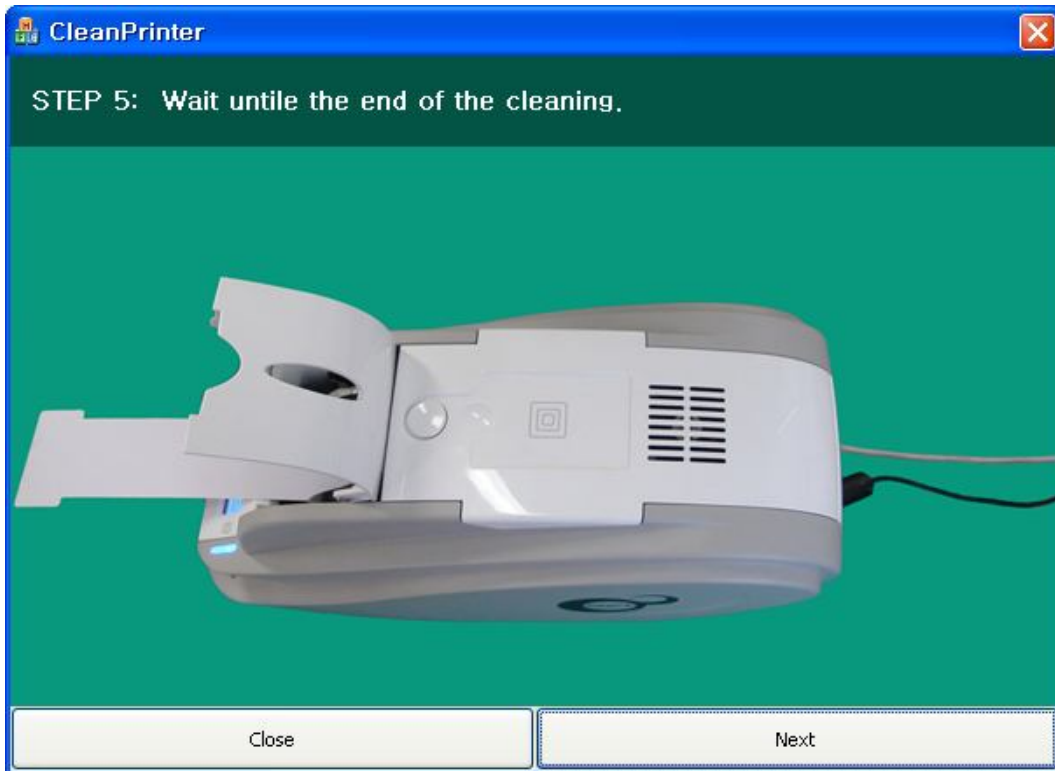 CleanPrinter
STEP 5: Wait untile the end of the cleaning.
Close
Next